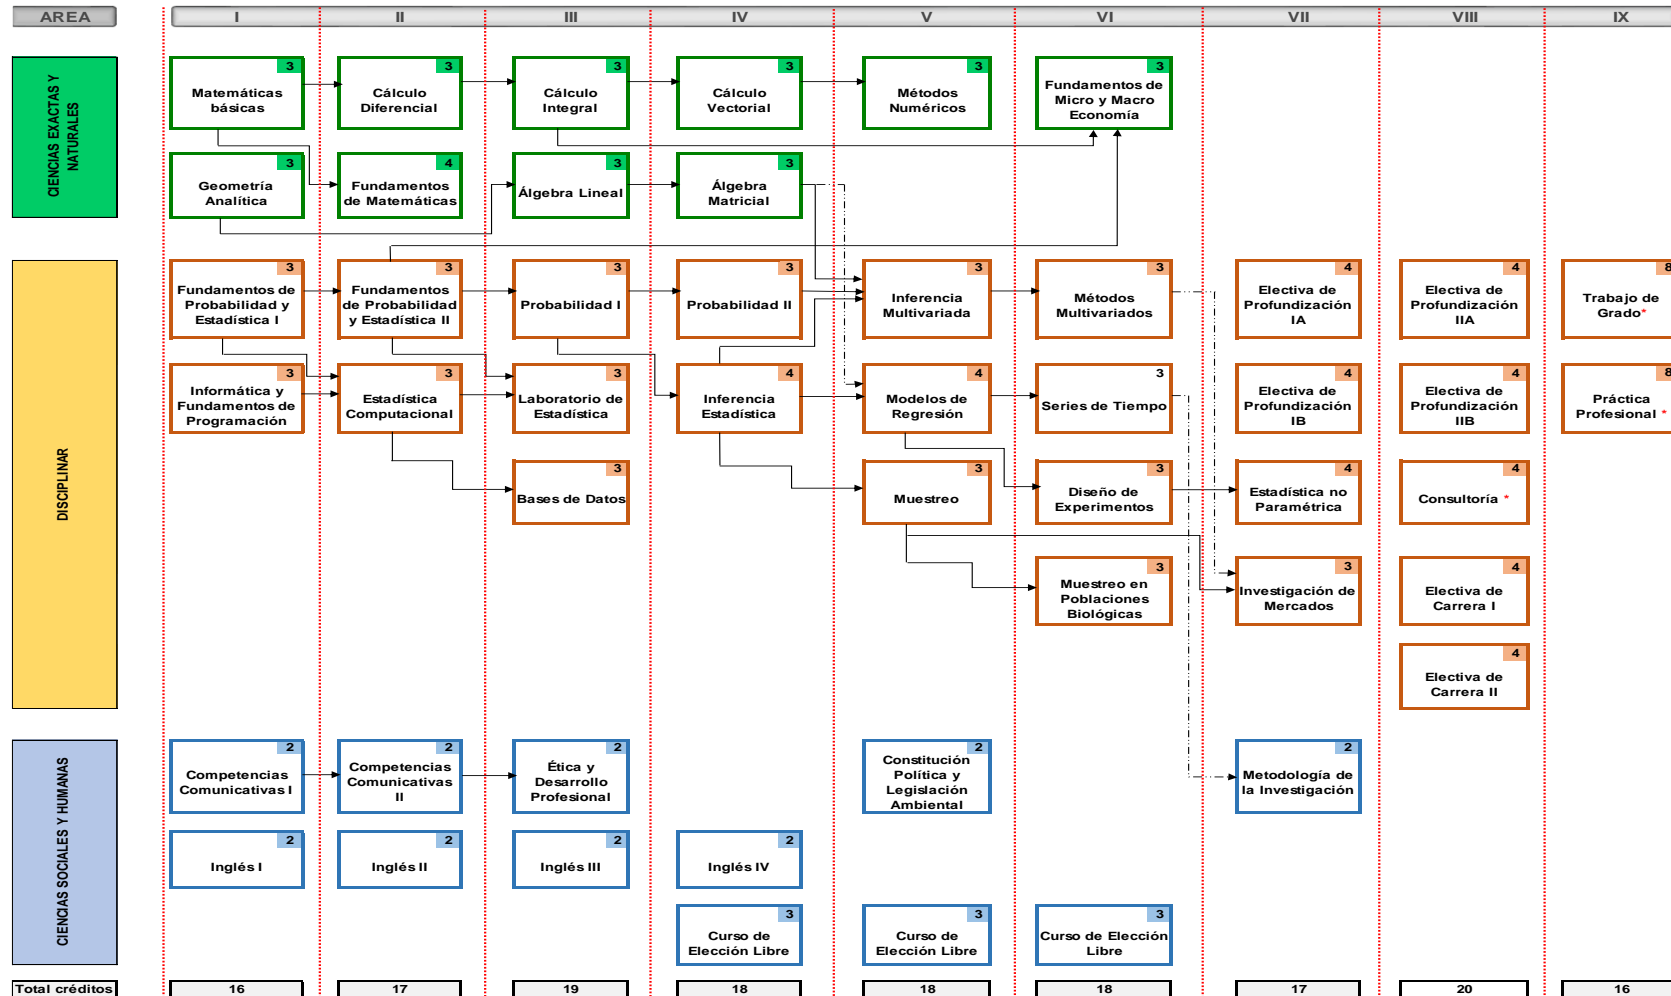 AREA
I
II
III
IV
V
VI
VII
VIII
IX
CIENCIAS EXACTAS Y
NATURALES
3
Matemáticas
básicas
3
Cálculo
Diferencial
3
Cálculo
Integral
3
Cálculo
Vectorial
3
Métodos
Numéricos
3
Fundamentos de
Micro y Macro
Economía
3
Geometría
Analítica
4
Fundamentos
de Matemáticas
3
Álgebra Lineal
3
Álgebra
Matricial
DISCIPLINAR
3
Fundamentos de
Probabilidad y
Estadística I
3
Fundamentos
de Probabilidad
y Estadística II
3
Probabilidad I
3
Probabilidad II
3
Inferencia
Multivariada
3
Métodos
Multivariados
4
Electiva de
Profundización
IA
4
Electiva de
Profundización
IIA
8
Trabajo de
Grado*
3
Informática y
Fundamentos de
Programación
3
Estadística
Computacional
3
Laboratorio de
Estadística
4
Inferencia
Estadística
4
Modelos de
Regresión
3
Series de Tiempo
4
Electiva de
Profundización
IB
4
Electiva de
Profundización
IIB
8
Práctica
Profesional *
3
Bases de Datos
3
Muestreo
3
Diseño de
Experimentos
4
Estadística no
Paramétrica
4
Consultoría *
3
Muestreo en
Poblaciones
Biológicas
3
Investigación de
Mercados
4
Electiva de
Carrera I
4
Electiva de
Carrera II
CIENCIAS SOCIALES Y HUMANAS
2
Competencias
Comunicativas I
2
Competencias
Comunicativas
II
2
Ética y
Desarrollo
Profesional
2
Constitución
Política y
Legislación
Ambiental
2
Metodología de
la Investigación
2
Inglés I
2
Inglés II
2
Inglés III
2
Inglés IV
3
Curso de
Elección Libre
3
Curso de
Elección Libre
3
Curso de Elección
Libre
Total créditos
16
17
19
18
18
18
17
20
16